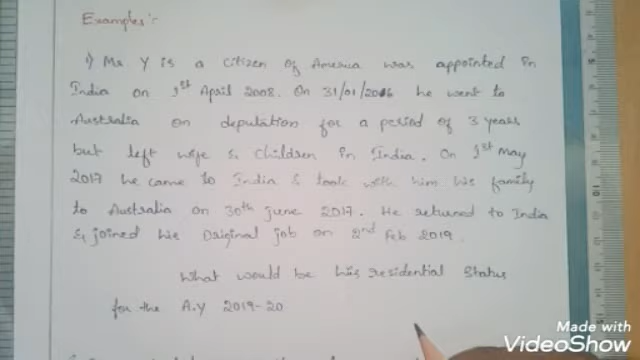 Examples:-
1) Mr Y is a citizen of America was appointed in
India on 1st April 2008. On 31/01/2016 he went to
Australia on deputation for a period of 3 years
but left wife & children in India. On 1st May
2017 he came to India & took with him his family
to Australia on 30th June 2017. He returned to India
& joined his Original job on 2nd Feb 2019.
What would be his residential status
for the A.Y 2019-20
Made with
VideoShow